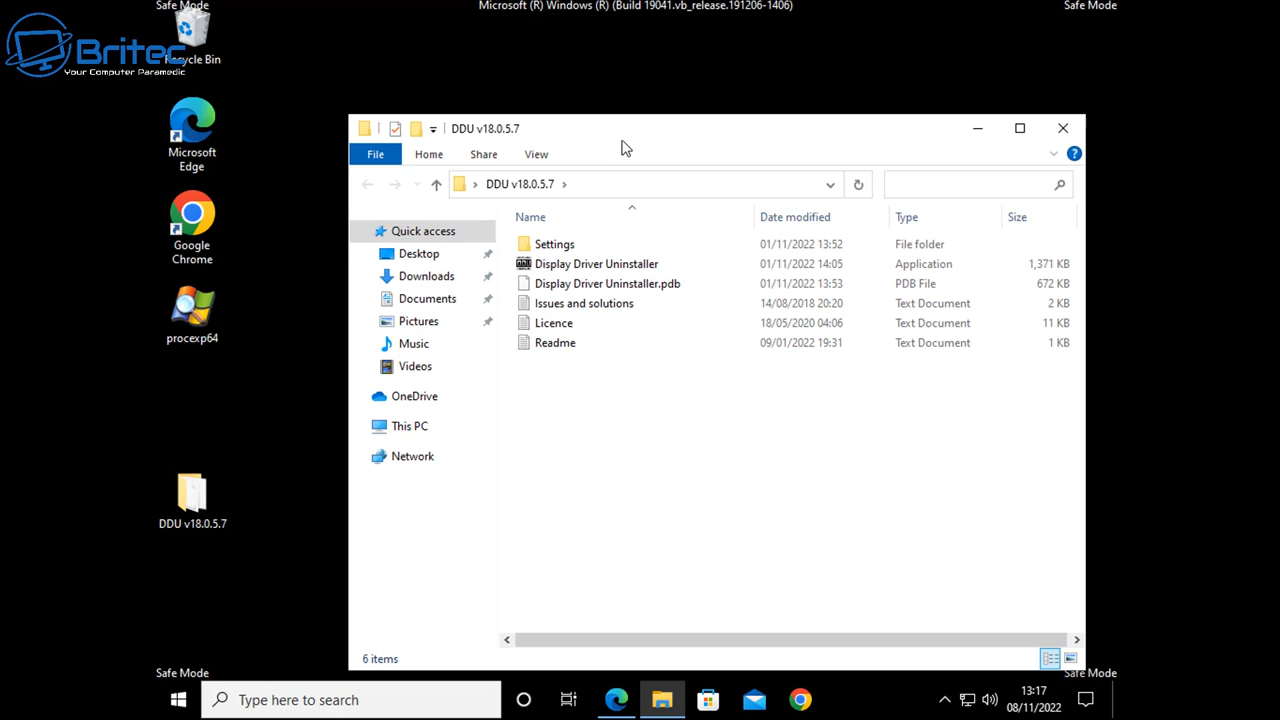 Safe Mode
Microsoft (R) Windows (R) (Build 19041.vb_release.191206-1406)
Safe Mode
Britec
Your Computer Paramedic
Recycle Bin
Microsoft
Edge
Google
Chrome
procexp64
DDU v18.0.5.7
DDU v18.0.5.7
File
Home
Share
View
DDU v18.0.5.7
Quick access
Desktop
Downloads
Documents
Pictures
Music
Videos
OneDrive
This PC
Network
Name Date modified Type Size
Settings 01/11/2022 13:52 File folder
Display Driver Uninstaller 01/11/2022 14:05 Application 1,371 KB
Display Driver Uninstaller.pdb 01/11/2022 13:53 PDB File 672 KB
Issues and solutions 14/08/2018 20:20 Text Document 2 KB
Licence 18/05/2020 04:06 Text Document 11 KB
Readme 09/01/2022 19:31 Text Document 1 KB
6 items
Safe Mode
Safe Mode
Type here to search
13:17
08/11/2022